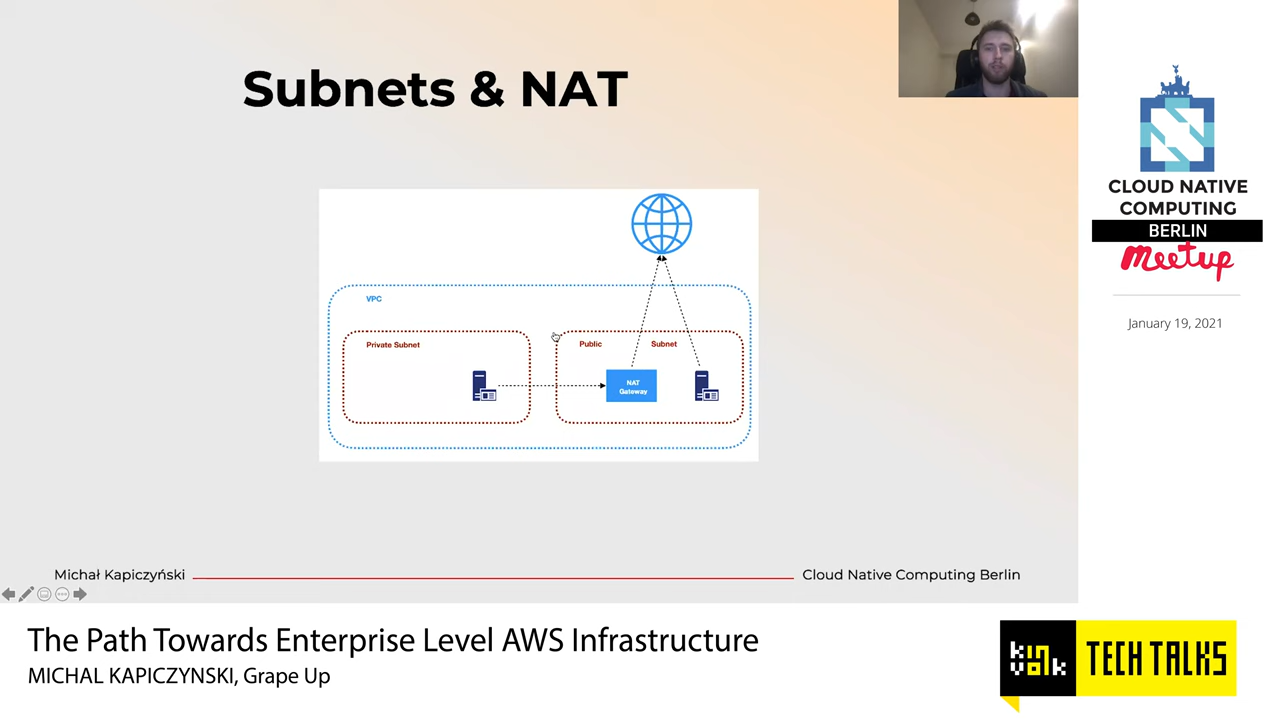 Subnets & NAT
VPC
Private Subnet
Public Subnet
NAT
Gateway
Michał Kapiczyński
Cloud Native Computing Berlin
CLOUD NATIVE
COMPUTING
BERLIN
meetup
January 19, 2021
The Path Towards Enterprise Level AWS Infrastructure
MICHAL KAPICZYNSKI, Grape Up
kinvolk
TECH TALKS